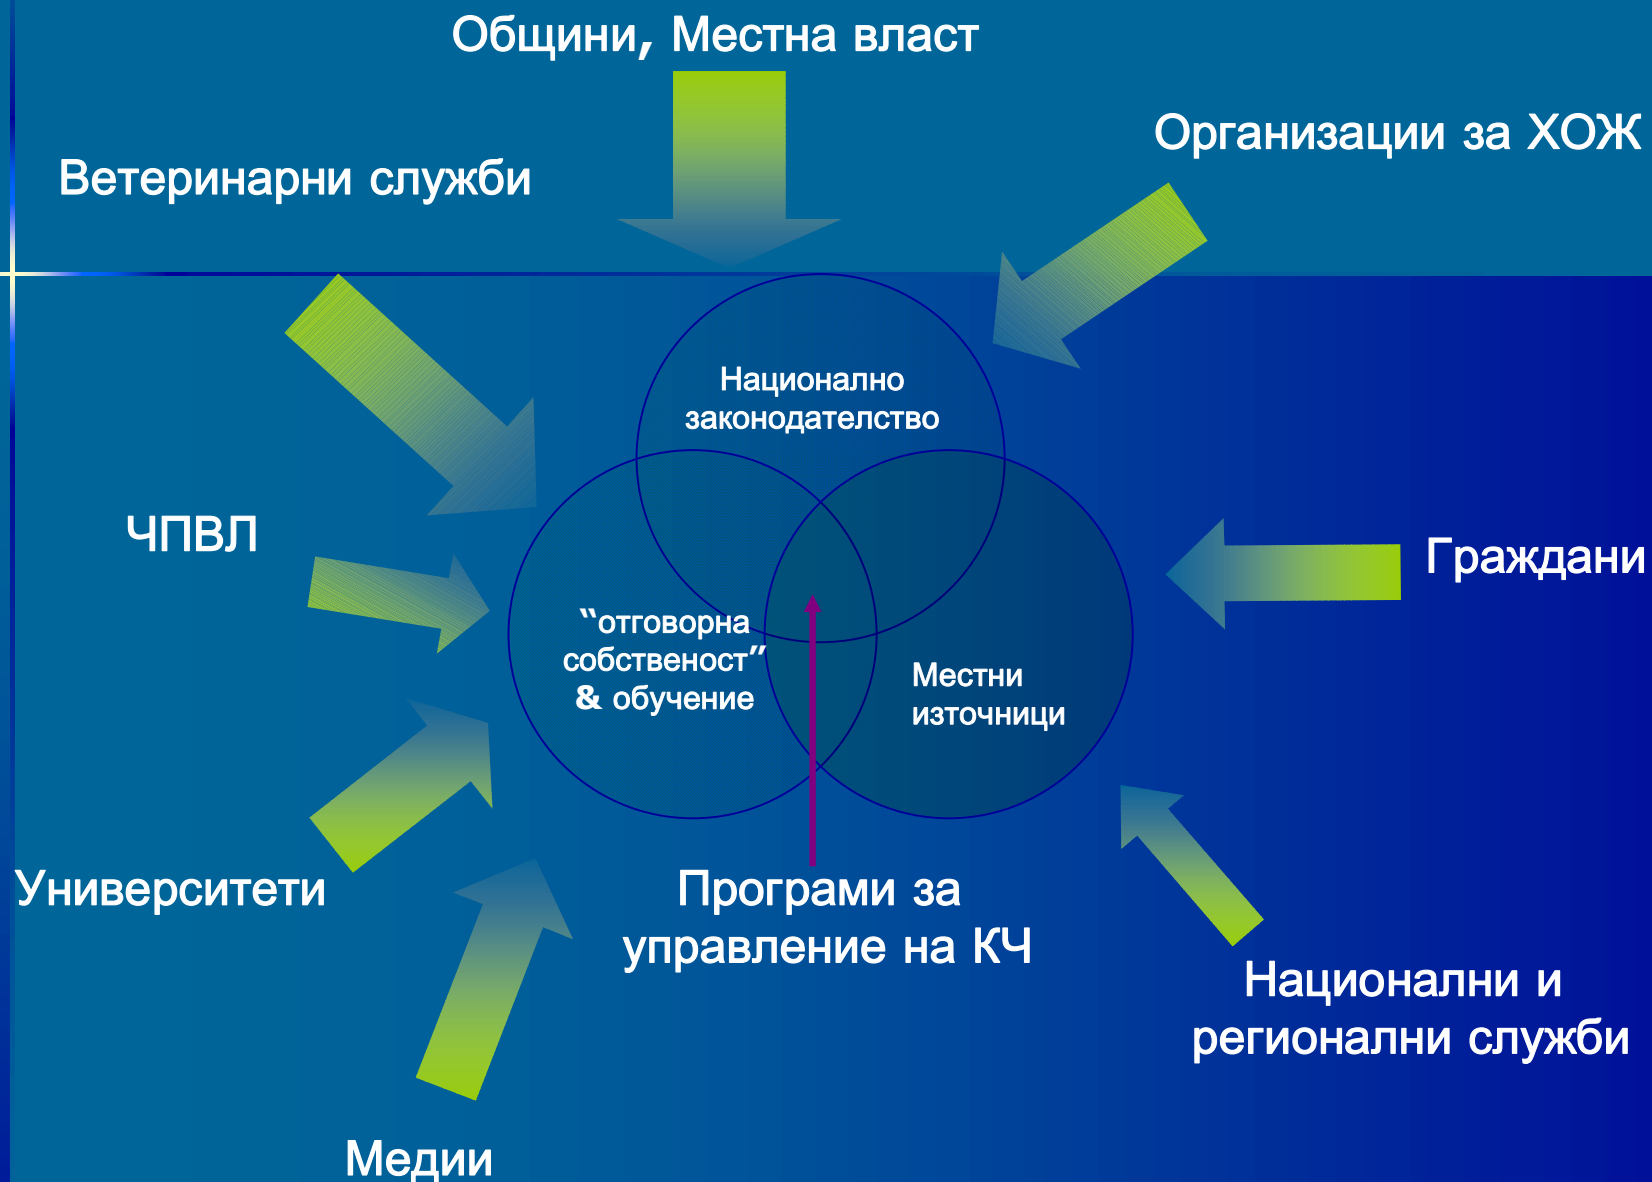 Общини, Местна власт
Организации за ХОЖ
Ветеринарни служби
Национално
законодателство
ЧПВЛ
Граждани
“отговорна
собственост”
& обучение
Местни
източници
Университети
Програми за
управление на КЧ
Национални и
регионални служби
Медии